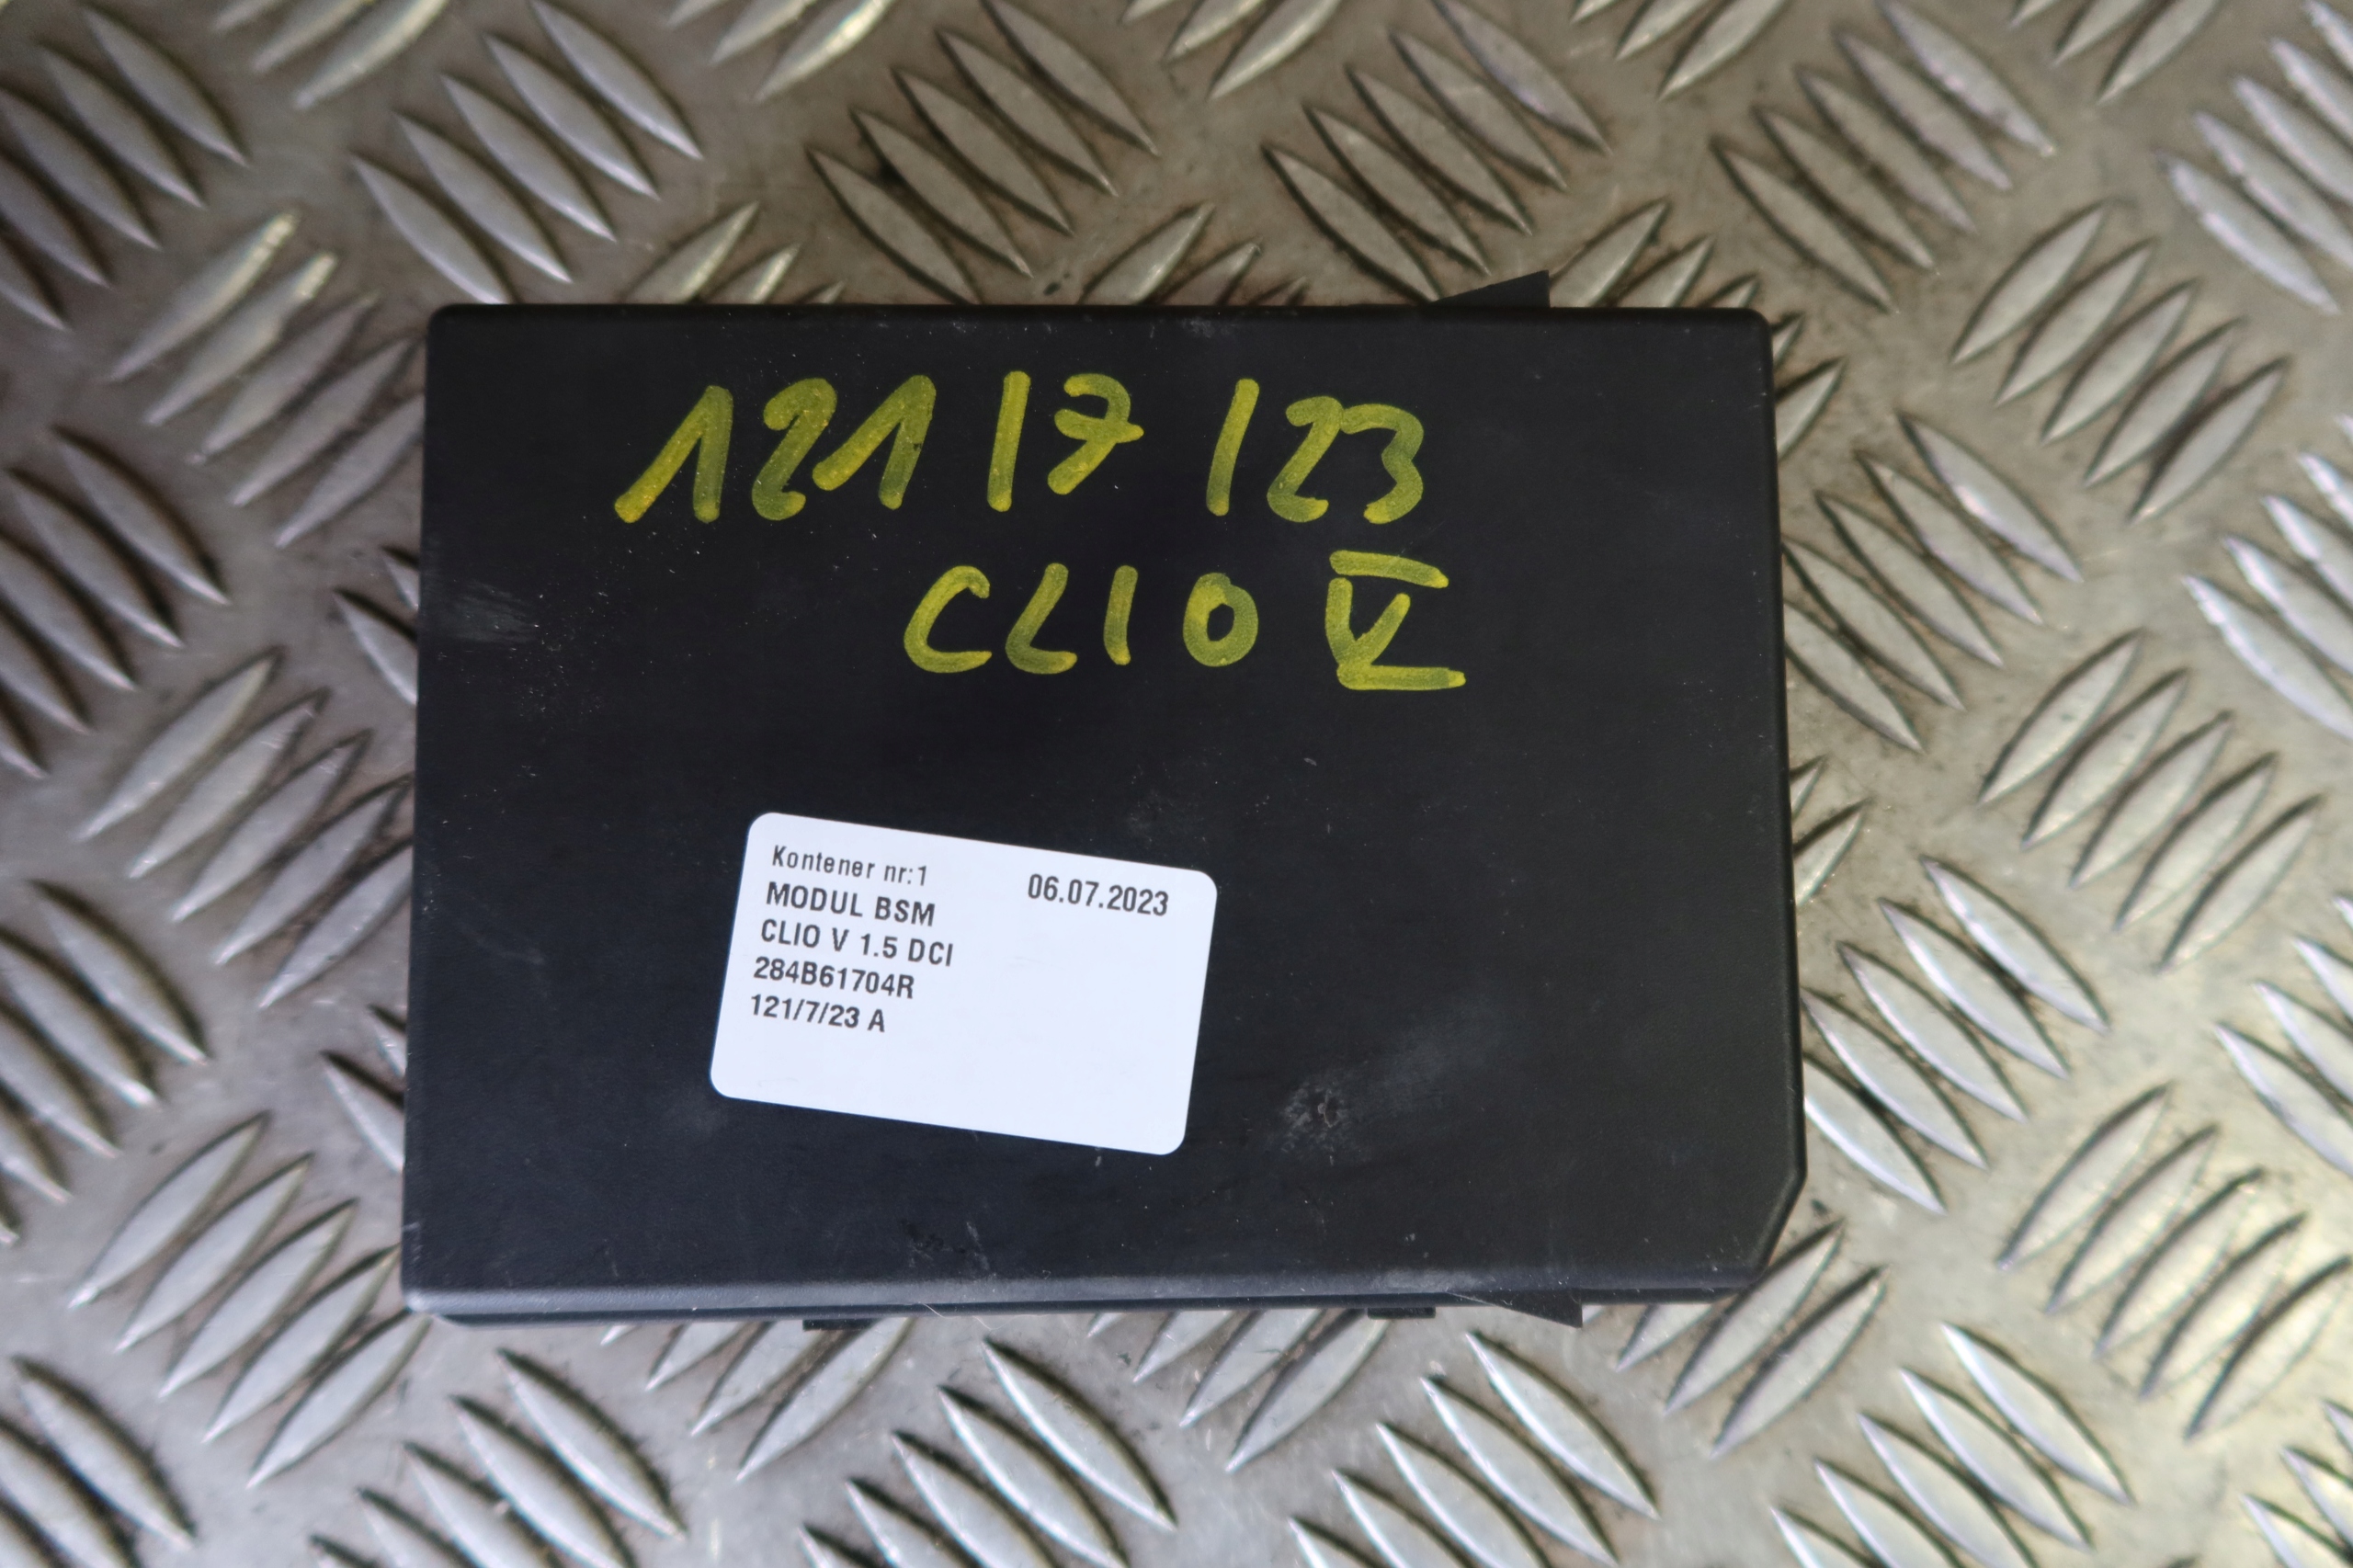 121/7/23
CLIO V
Kontener nr:1
06.07.2023
MODUL BSM
CLIO V 1.5 DCI
284B61704R
121/7/23 A